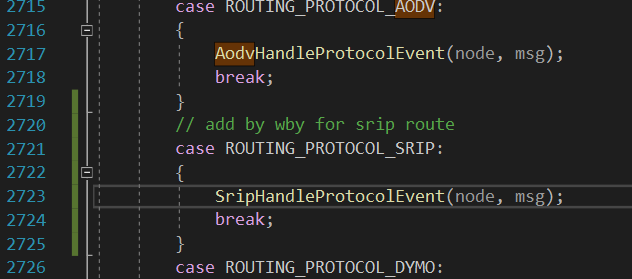 2715 case ROUTING_PROTOCOL_AODV:
2716 {
2717 AodvHandleProtocolEvent(node, msg);
2718 break;
2719 }
2720 // add by wby for srip route
2721 case ROUTING_PROTOCOL_SRIP:
2722 {
2723 SripHandleProtocolEvent(node, msg);
2724 break;
2725 }
2726 case ROUTING_PROTOCOL_DYMO: